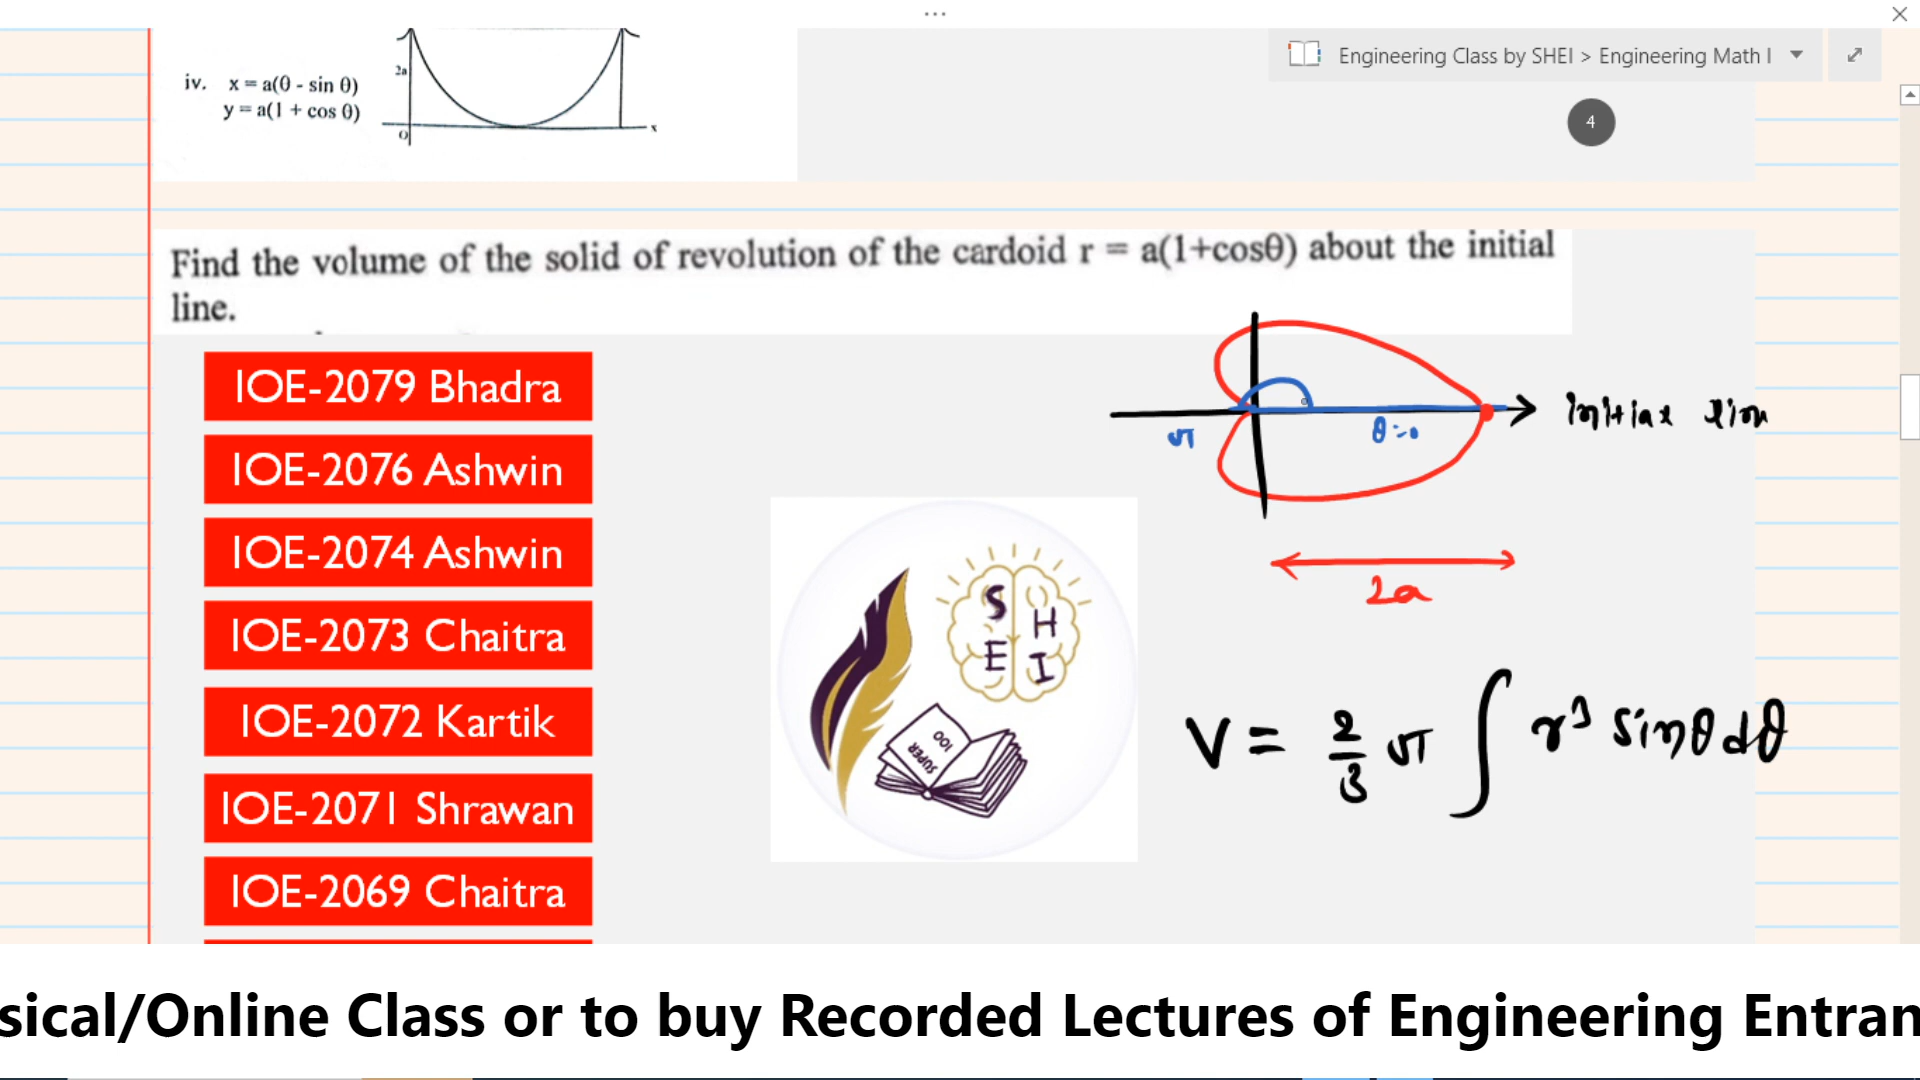 ...
Engineering Class by SHEI > Engineering Math I
4
iv. x = a(θ - sin θ)
y = a(1 + cos θ)
2a
O
x
Find the volume of the solid of revolution of the cardoid r = a(1+cosθ) about the initial
line.
IOE-2079 Bhadra
IOE-2076 Ashwin
IOE-2074 Ashwin
IOE-2073 Chaitra
IOE-2072 Kartik
IOE-2071 Shrawan
IOE-2069 Chaitra
π
θ=0
initial line
2a
S H
E I
SUPER
100
V = 2/3 π ∫ r³ sinθ dθ
sical/Online Class or to buy Recorded Lectures of Engineering Entran